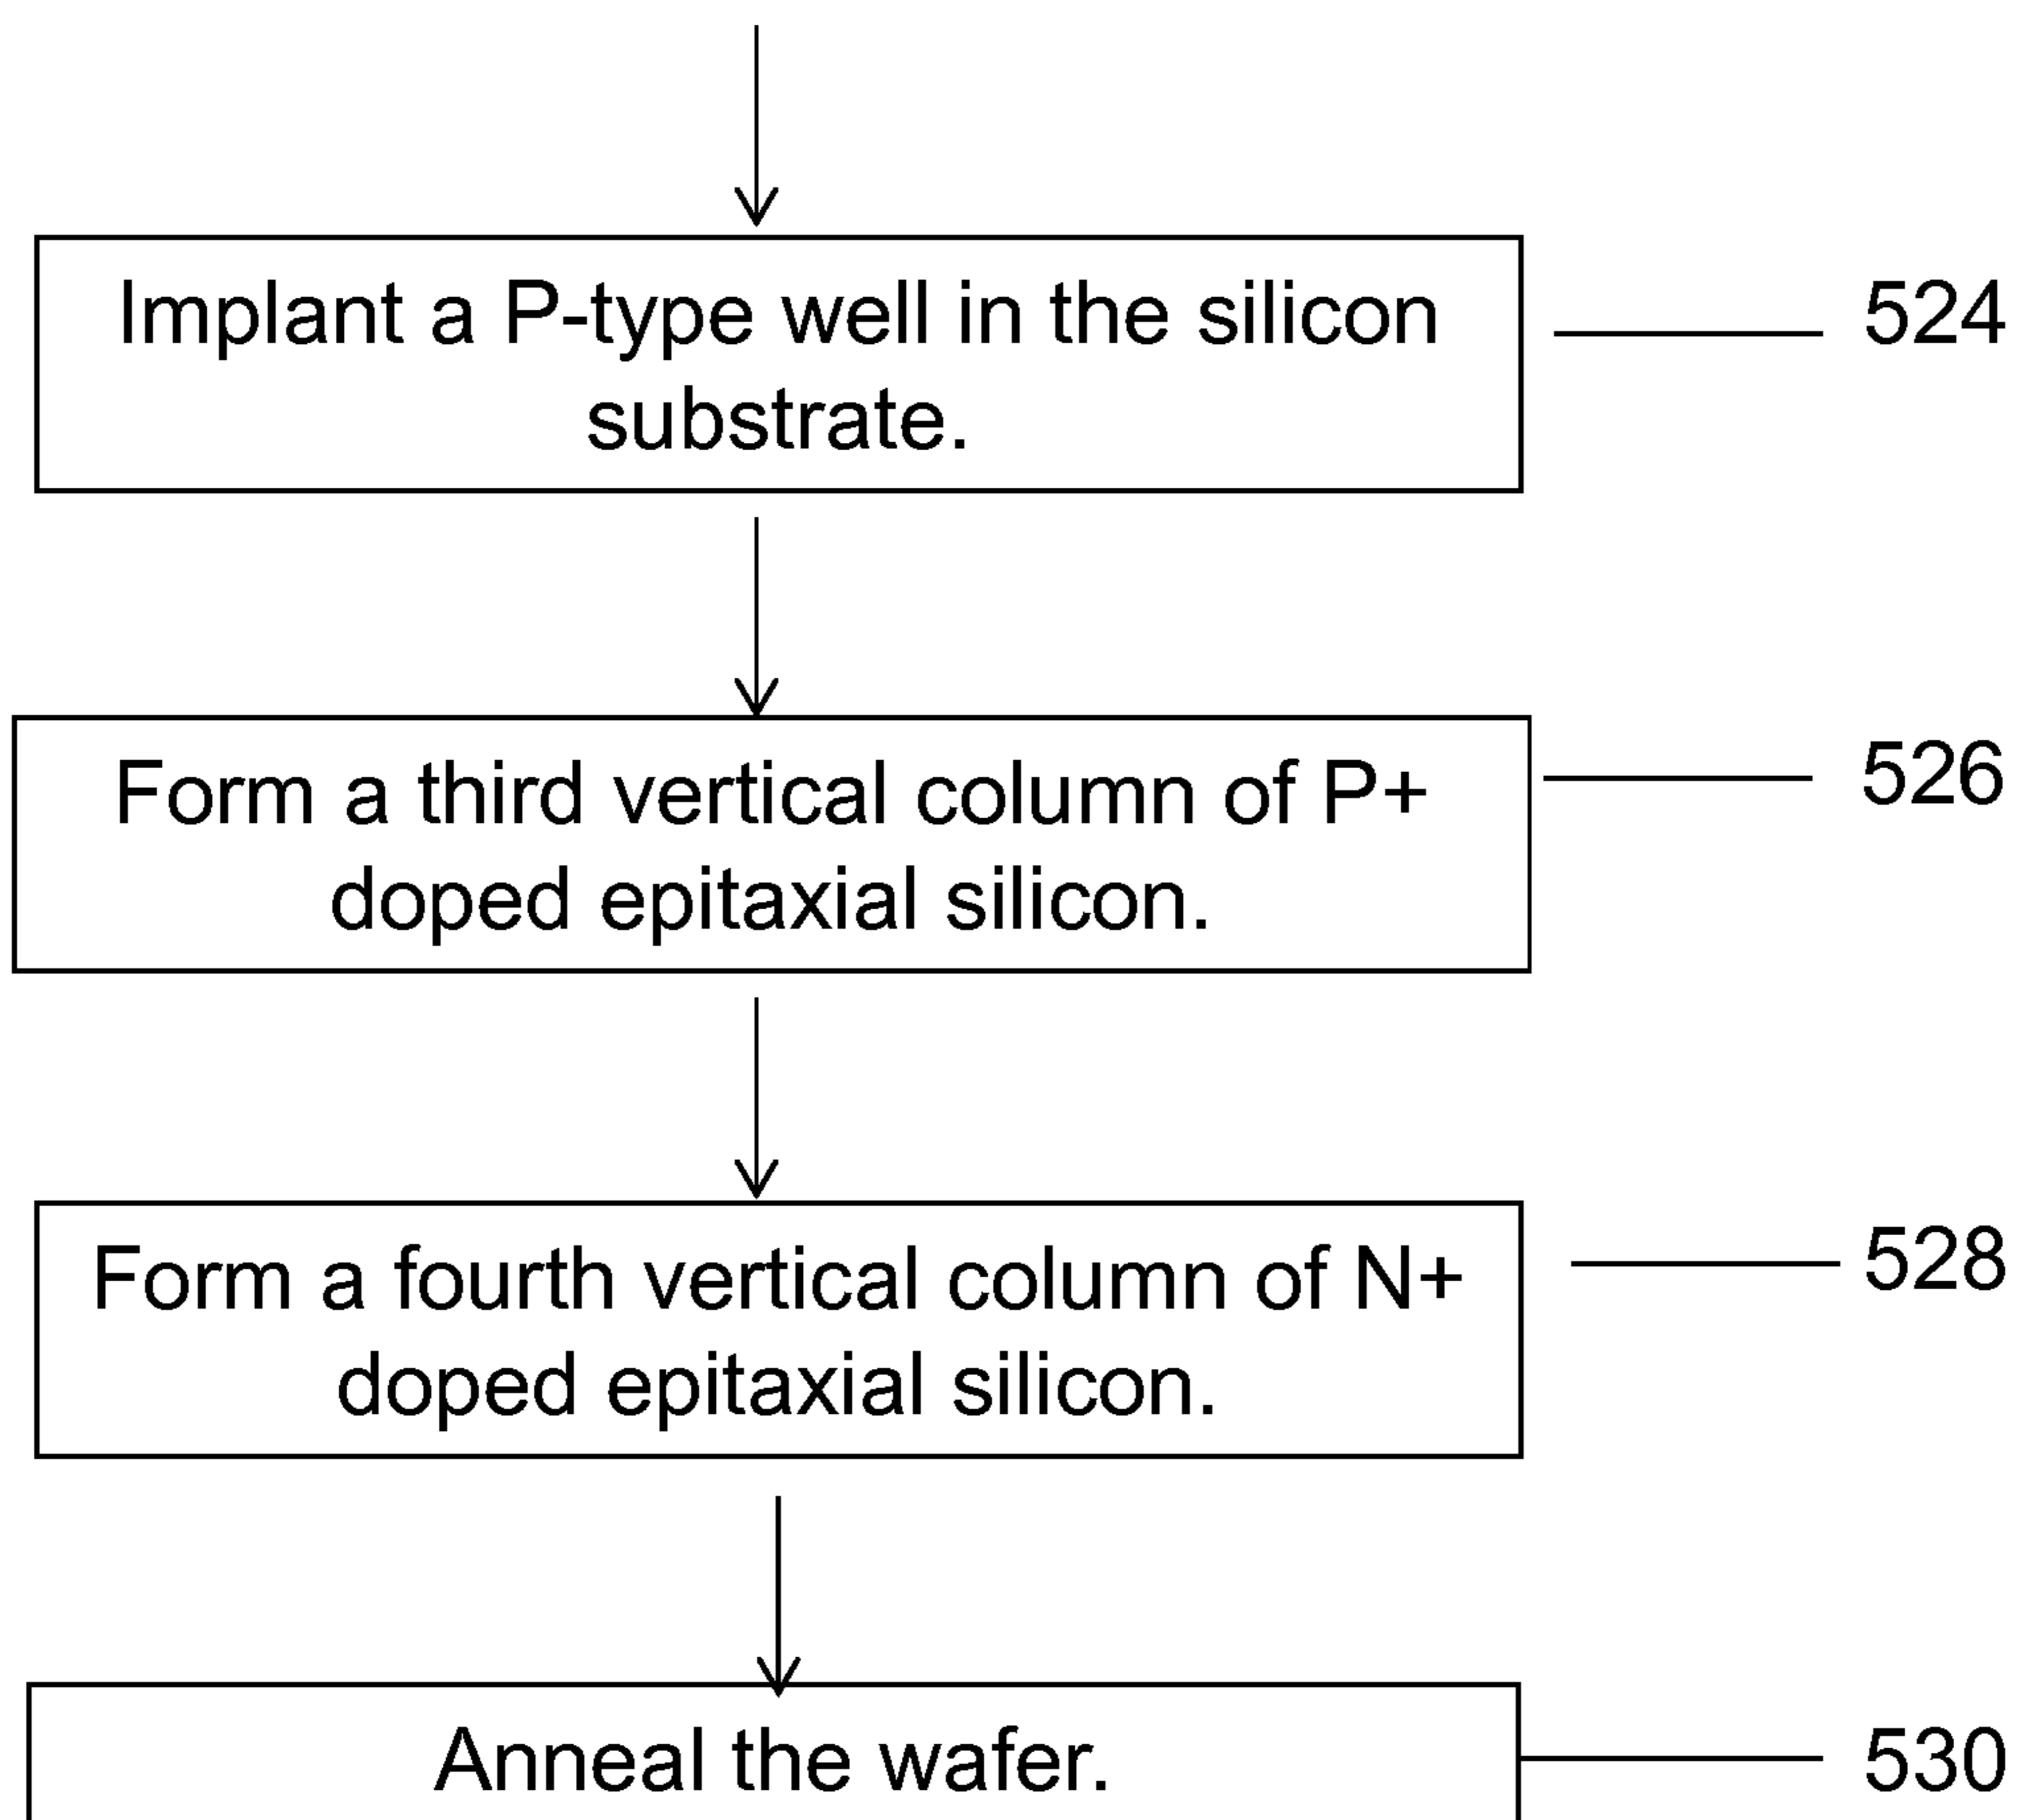 Implant a P-type well in the silicon
substrate.
524
Form a third vertical column of P+
doped epitaxial silicon.
526
Form a fourth vertical column of N+
doped epitaxial silicon.
528
Anneal the wafer.
530